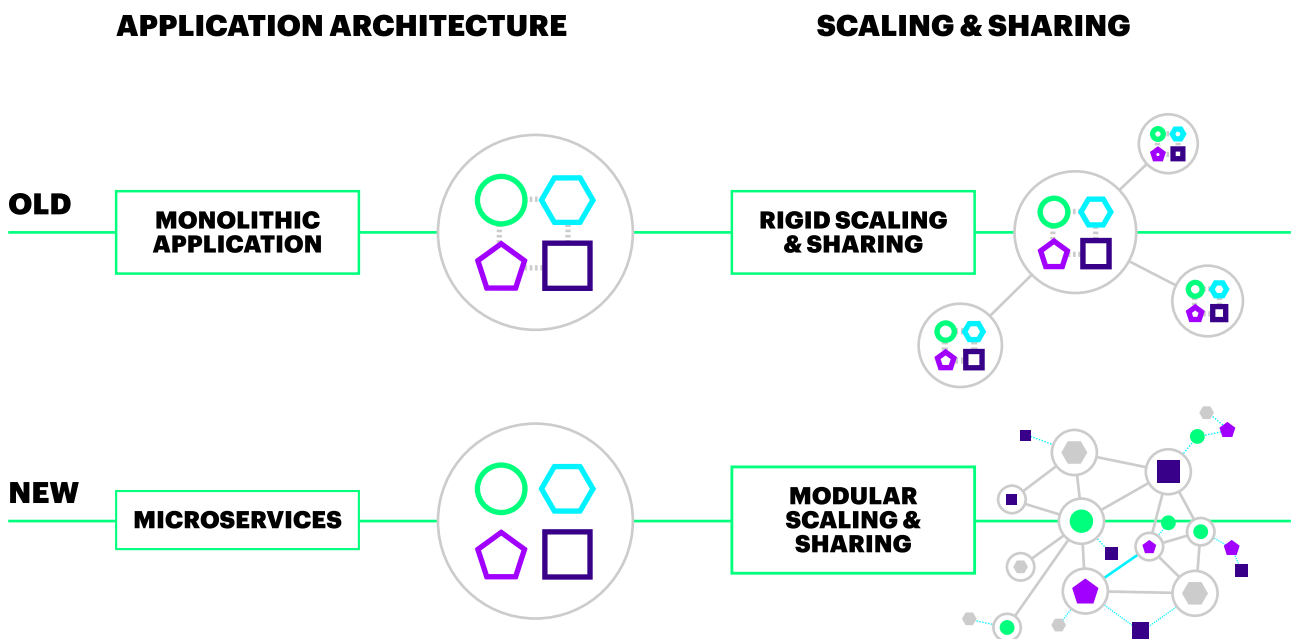 APPLICATION ARCHITECTURE
SCALING & SHARING
OLD
MONOLITHIC
APPLICATION
RIGID SCALING
& SHARING
NEW
MICROSERVICES
MODULAR
SCALING &
SHARING